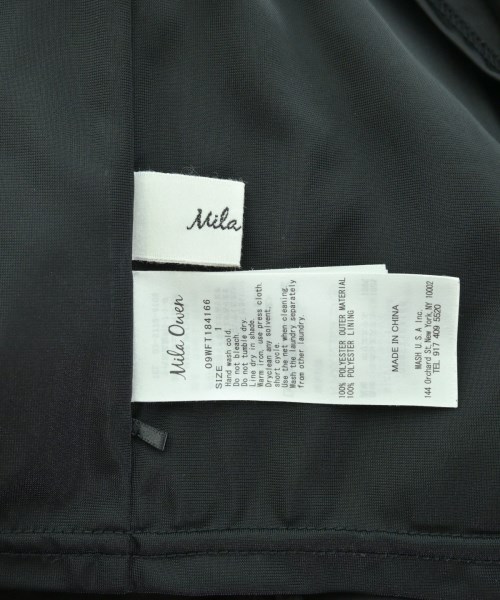 Mila
Mila Owen
09WFT184166
SIZE 1
Hand wash cold.
Do not bleach.
Do not tumble dry.
Line dry in a shade
Warm iron, use press cloth
Dryclean any solvent,
short cycle.
Use the net when cleaning.
Wash the laundry separately
from other laundry.
100% POLYESTER OUTER MATERIAL
100% POLYESTER LINING
MADE IN CHINA
MASH U S A Inc.
144 Orchard St, New York, NY 10002
TEL 917 409 5520